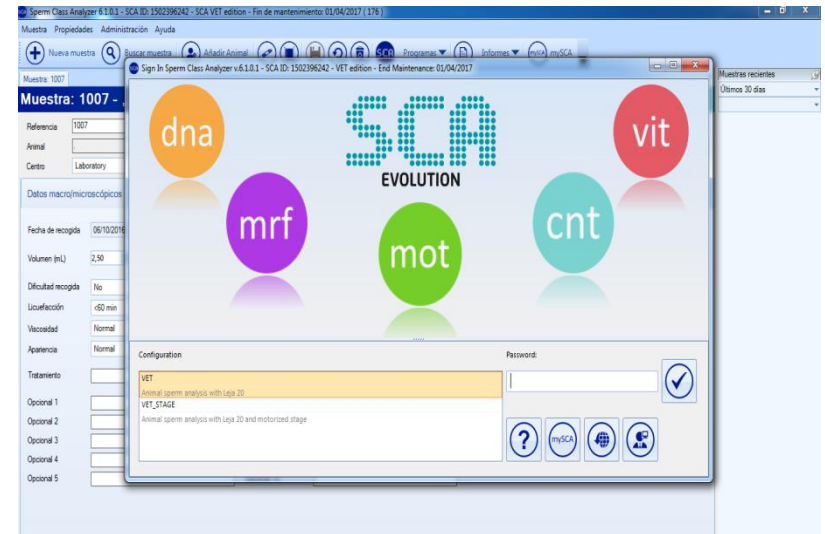 Sperm Class Analyzer 6.1.0.1 - SCA ID: 1502396242 - SCA VET edition - Fin de mantenimiento: 01/04/2017 ( 176 )
Muestra Propiedades Administración Ayuda
Nueva muestra Buscar muestra Añadir Animal SCA Programas Informes mySCA mySCA
Muestra: 1007
Muestra: 1007 - ,
Referencia 1007
Animal .
Centro Laboratory
Datos macro/microscópicos
Fecha de recogida 06/10/2016
Volumen (mL) 2,50
Dificultad recogida No
Licuefacción <60 min
Viscosidad Normal
Apariencia Normal
Tratamiento
Opcional 1
Opcional 2
Opcional 3
Opcional 4
Opcional 5
Sign In Sperm Class Analyzer v.6.1.0.1 - SCA ID: 1502396242 - VET edition - End Maintenance: 01/04/2017
dna
SCA
vit
EVOLUTION
mrf
mot
cnt
Configuration
VET
Animal sperm analysis with Leja 20
VET_STAGE
Animal sperm analysis with Leja 20 and motorized stage
Password:
?
mySCA
Muestras recientes
Últimos 30 días